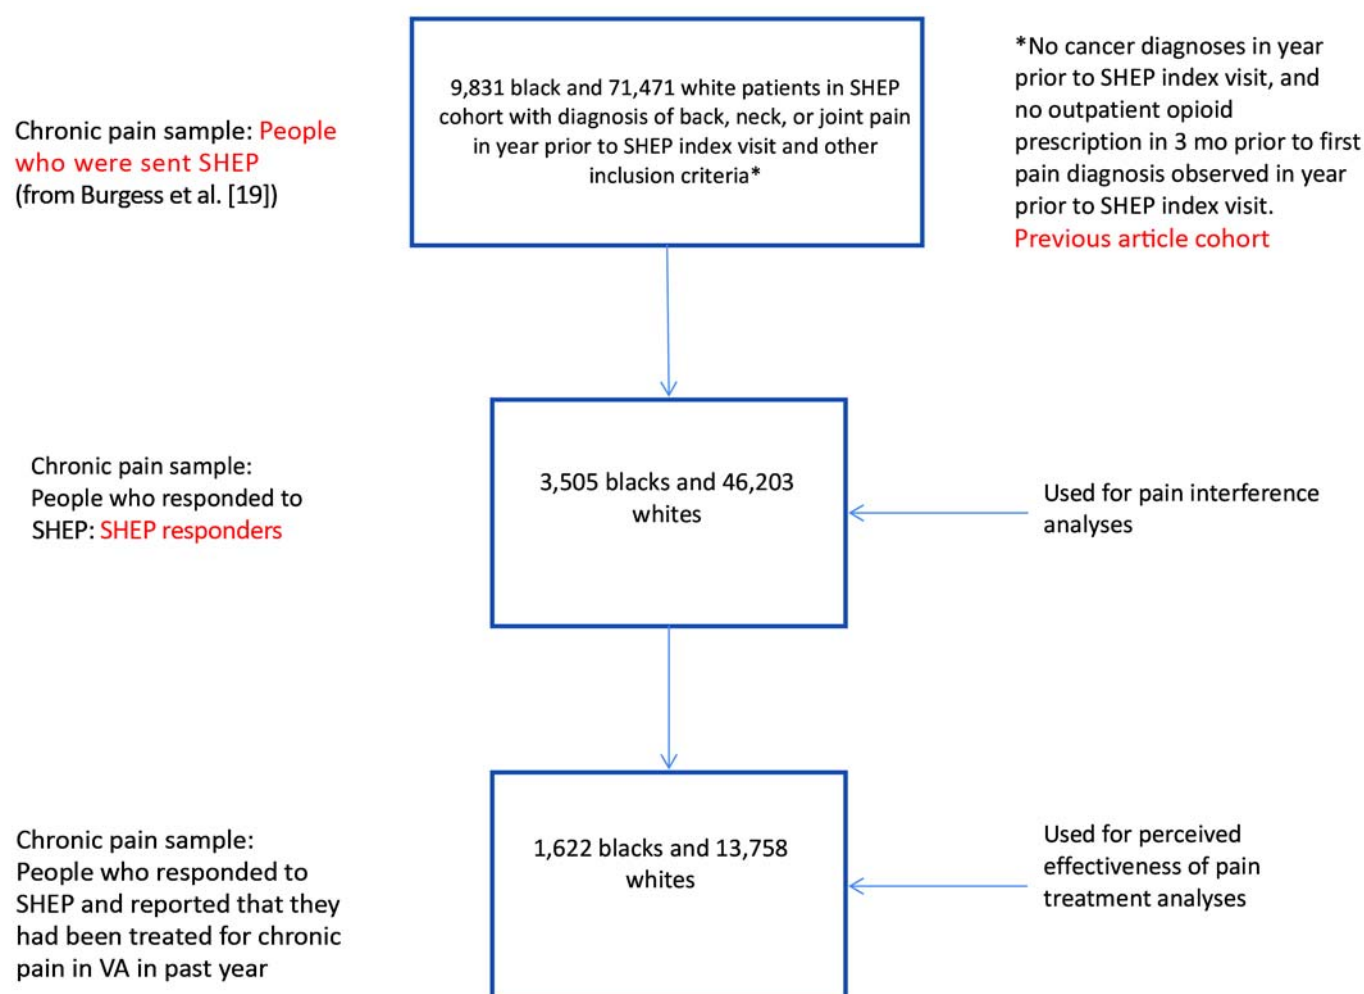 9,831 black and 71,471 white patients in SHEP
cohort with diagnosis of back, neck, or joint pain
in year prior to SHEP index visit and other
inclusion criteria*
Chronic pain sample: People
who were sent SHEP
(from Burgess et al. [19])
*No cancer diagnoses in year
prior to SHEP index visit, and
no outpatient opioid
prescription in 3 mo prior to first
pain diagnosis observed in year
prior to SHEP index visit.
Previous article cohort
Chronic pain sample:
People who responded to
SHEP: SHEP responders
3,505 blacks and 46,203
whites
Used for pain interference
analyses
Chronic pain sample:
People who responded to
SHEP and reported that they
had been treated for chronic
pain in VA in past year
1,622 blacks and 13,758
whites
Used for perceived
effectiveness of pain
treatment analyses